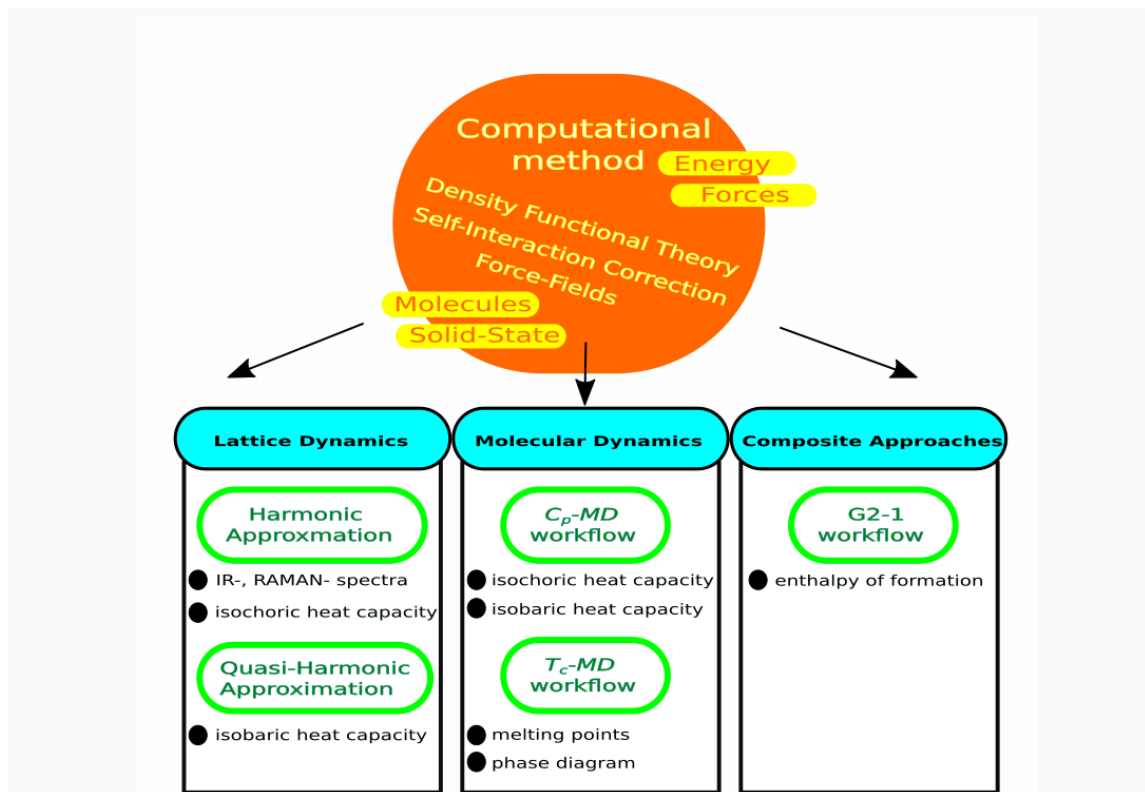 Computational
method
Energy
Forces
Density Functional Theory
Self-Interaction Correction
Force-Fields
Molecules
Solid-State
Lattice Dynamics
Harmonic
Approxmation
IR-, RAMAN- spectra
isochoric heat capacity
Quasi-Harmonic
Approximation
isobaric heat capacity
Molecular Dynamics
Cp-MD
workflow
isochoric heat capacity
isobaric heat capacity
Tc-MD
workflow
melting points
phase diagram
Composite Approaches
G2-1
workflow
enthalpy of formation